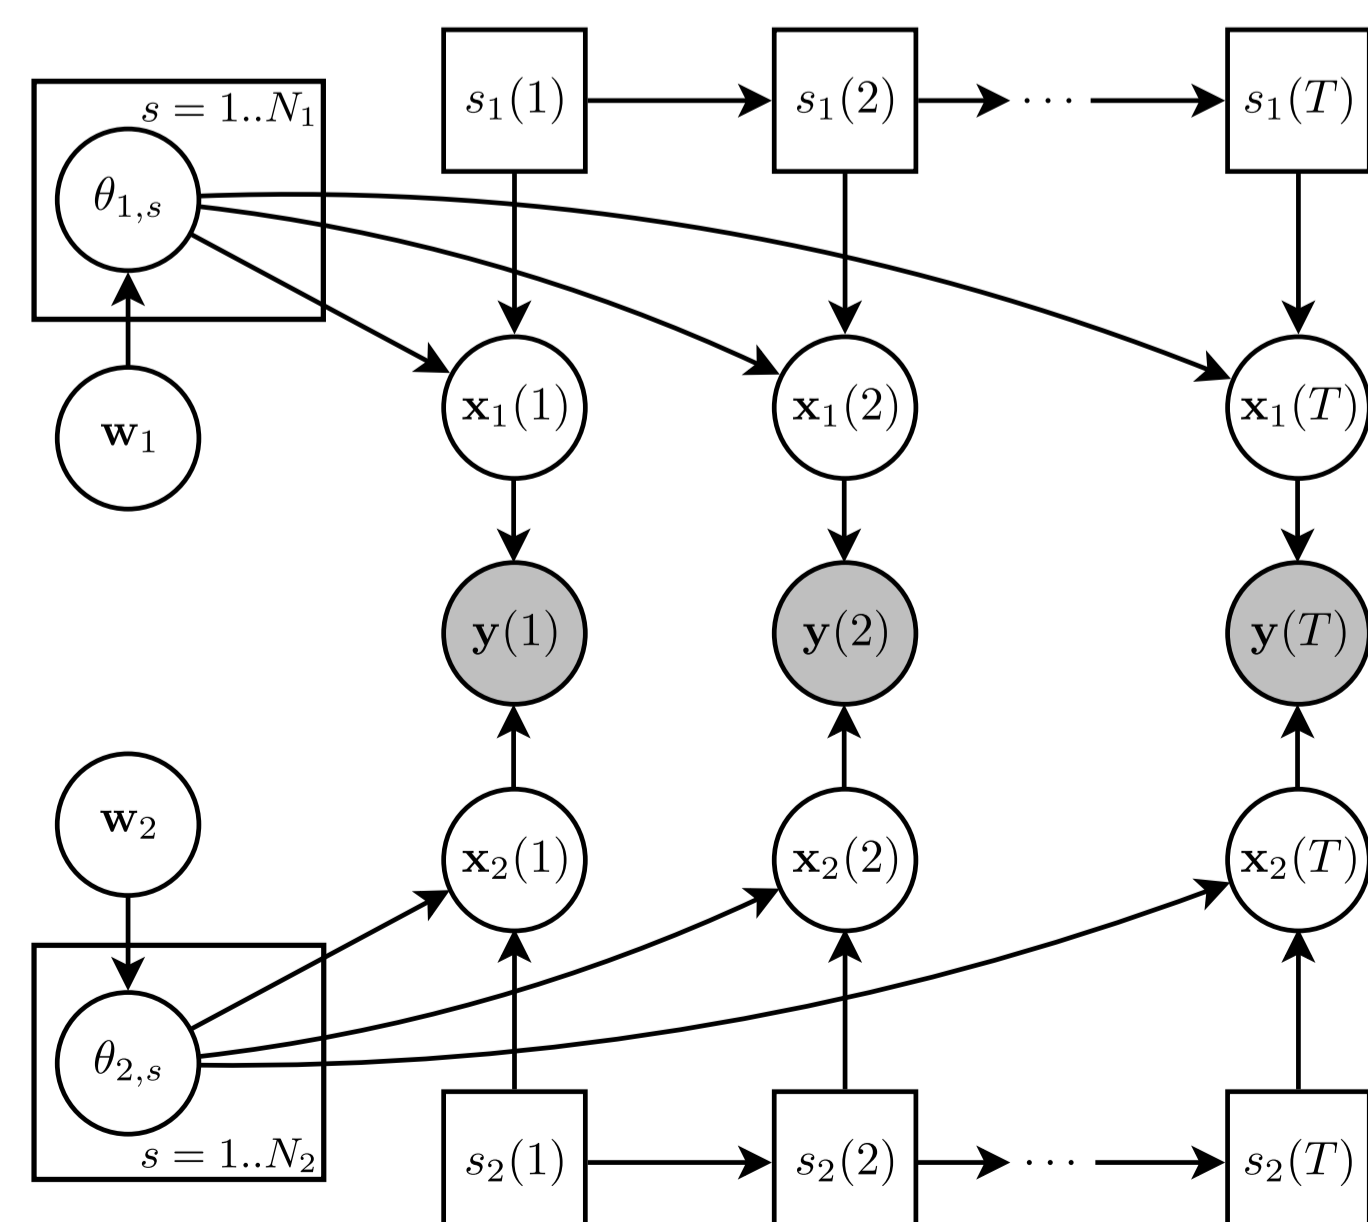 s₁(1) s₁(2) ··· s₁(T)
s = 1..N₁
θ₁,ₛ
x₁(1) x₁(2) x₁(T)
w₁
y(1) y(2) y(T)
w₂
x₂(1) x₂(2) x₂(T)
θ₂,ₛ
s = 1..N₂
s₂(1) s₂(2) ··· s₂(T)